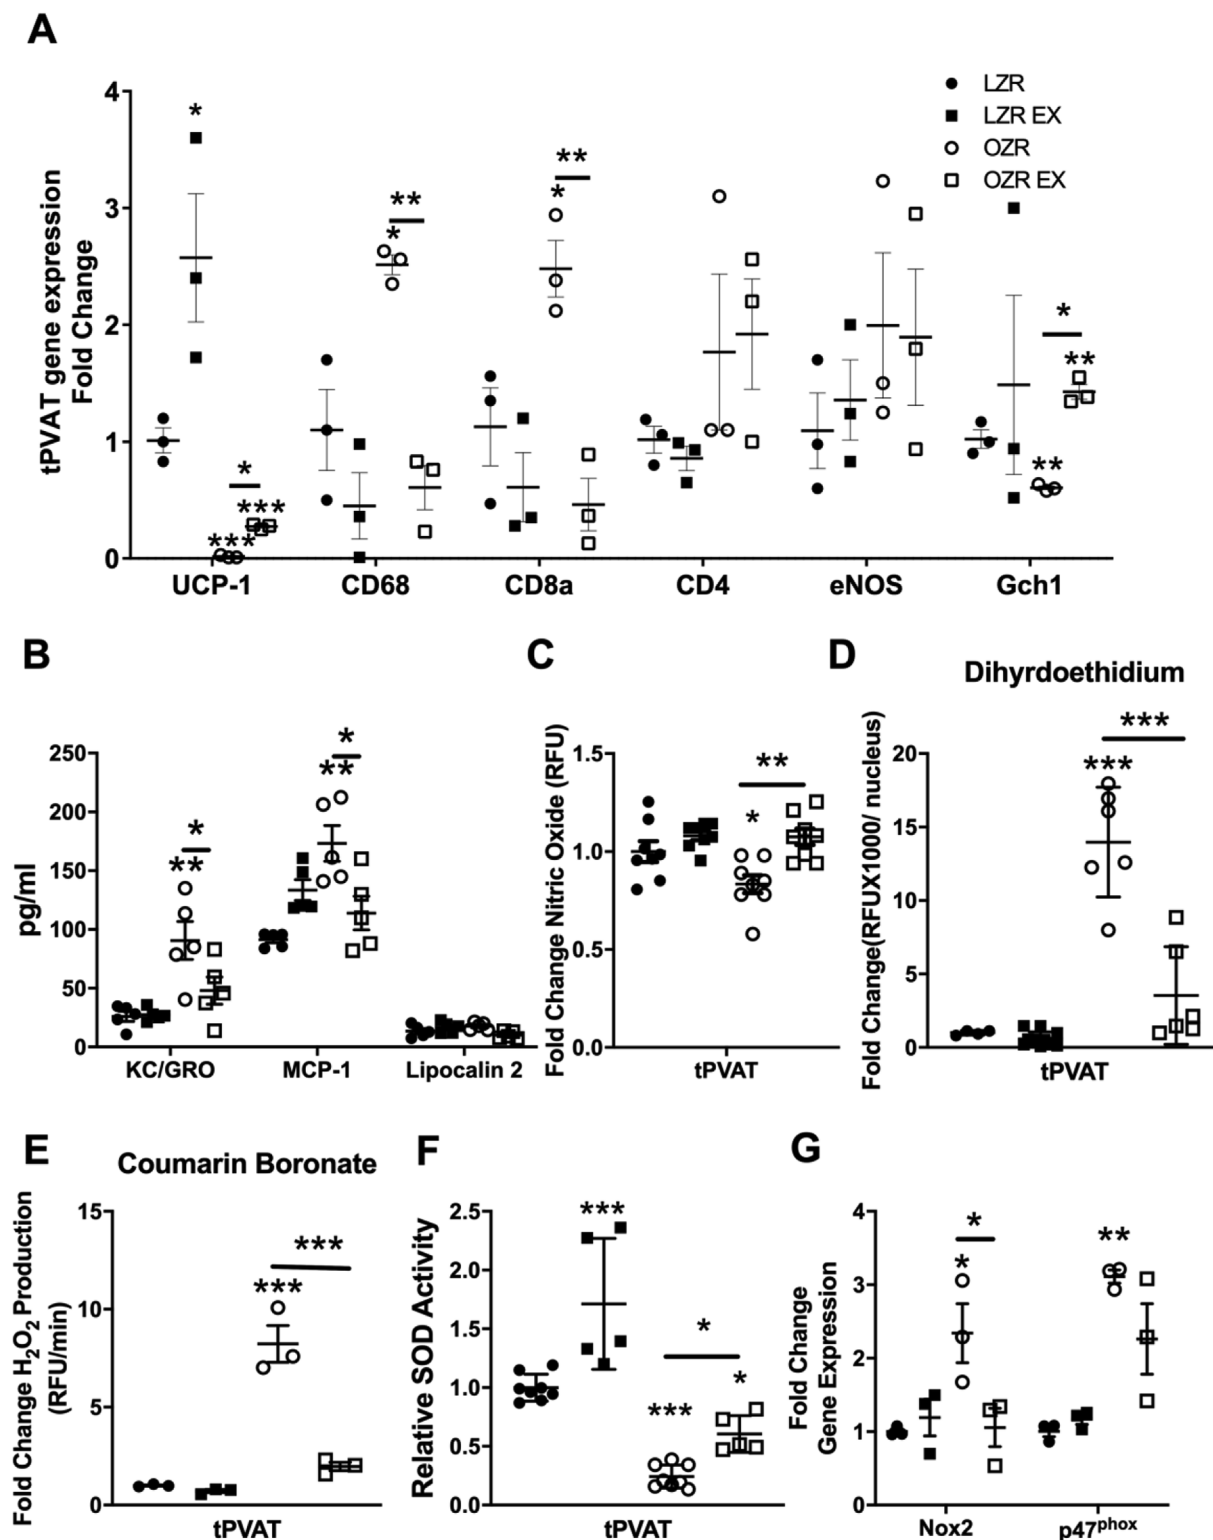 A
4
3
2
1
0
tPVAT gene expression
Fold Change
LZR
LZR EX
OZR
OZR EX
*
*
***
***
**
*
**
*
*
**
**
UCP-1 CD68 CD8a CD4 eNOS Gch1
B
250
200
150
100
50
0
pg/ml
*
**
*
**
KC/GRO MCP-1 Lipocalin 2
C
1.5
1.0
0.5
0.0
Fold Change Nitric Oxide (RFU)
**
*
tPVAT
D
Dihyrdoethidium
20
15
10
5
0
Fold Change(RFUX1000/ nucleus)
***
***
tPVAT
E
Coumarin Boronate
15
10
5
0
Fold Change H₂O₂ Production
(RFU/min)
***
***
tPVAT
F
2.5
2.0
1.5
1.0
0.5
0.0
Relative SOD Activity
***
*
*
***
tPVAT
G
4
3
2
1
0
Fold Change
Gene Expression
*
*
**
Nox2 p47phox